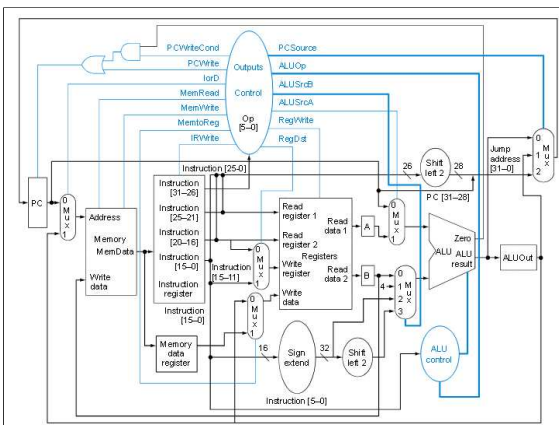 PCWriteCond
PCSource
PCWrite
ALUOp
IorD
Outputs
ALUSrcB
MemRead
Control
ALUSrcA
MemWrite
RegWrite
MemtoReg
Op
[5–0]
IRWrite
RegDst
0
M
u
x
1
2
Instruction [25-0]
26
Shift
left 2
28
Jump
address
[31–0]
PC [31–28]
PC
0
M
u
x
1
Address
Memory
MemData
Write
data
Instruction
[31–26]
Instruction
[25–21]
Instruction
[20–16]
Instruction
[15–0]
Instruction
register
Instruction
[15–0]
Instruction
[15–11]
Memory
data
register
0
M
u
x
1
0
M
u
x
1
Read
register 1
Read
register 2
Write
register
Write
data
Registers
Read
data 1
Read
data 2
A
B
0
M
u
x
1
4
0
1
M
u
x
2
3
Zero
ALU
ALU
result
ALUOut
16
Sign
extend
32
Shift
left 2
ALU
control
Instruction [5–0]